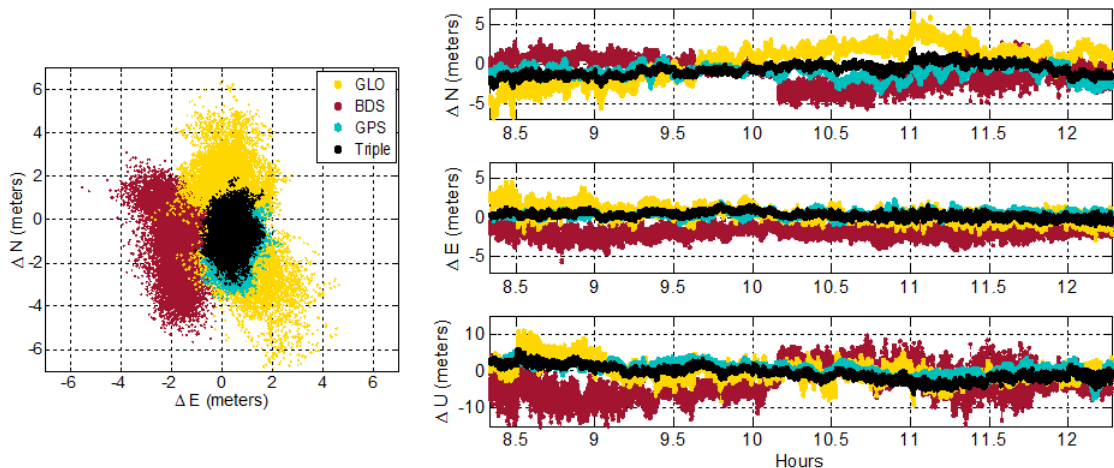 6
4
2
0
-2
-4
-6
Δ N (meters)
GLO
BDS
GPS
Triple
-6 -4 -2 0 2 4 6
Δ E (meters)
5
0
-5
Δ N (meters)
8.5 9 9.5 10 10.5 11 11.5 12
5
0
-5
Δ E (meters)
8.5 9 9.5 10 10.5 11 11.5 12
10
0
-10
Δ U (meters)
8.5 9 9.5 10 10.5 11 11.5 12
Hours